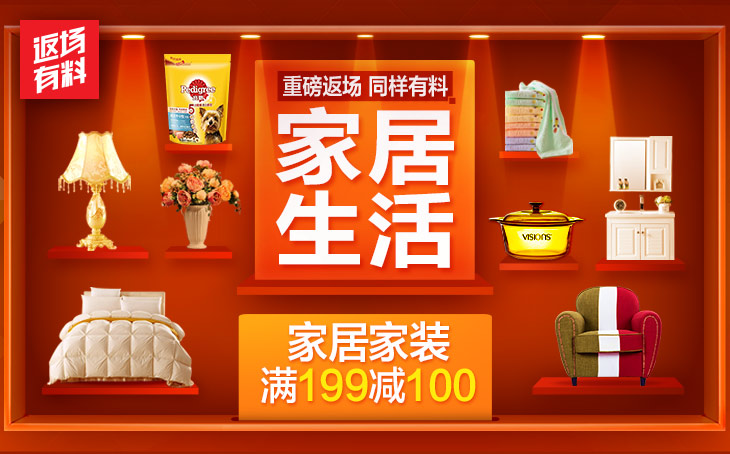 返场
有料
重磅返场 同样有料
家居
生活
Pedigree
VISIONS
家居家装
满199减100